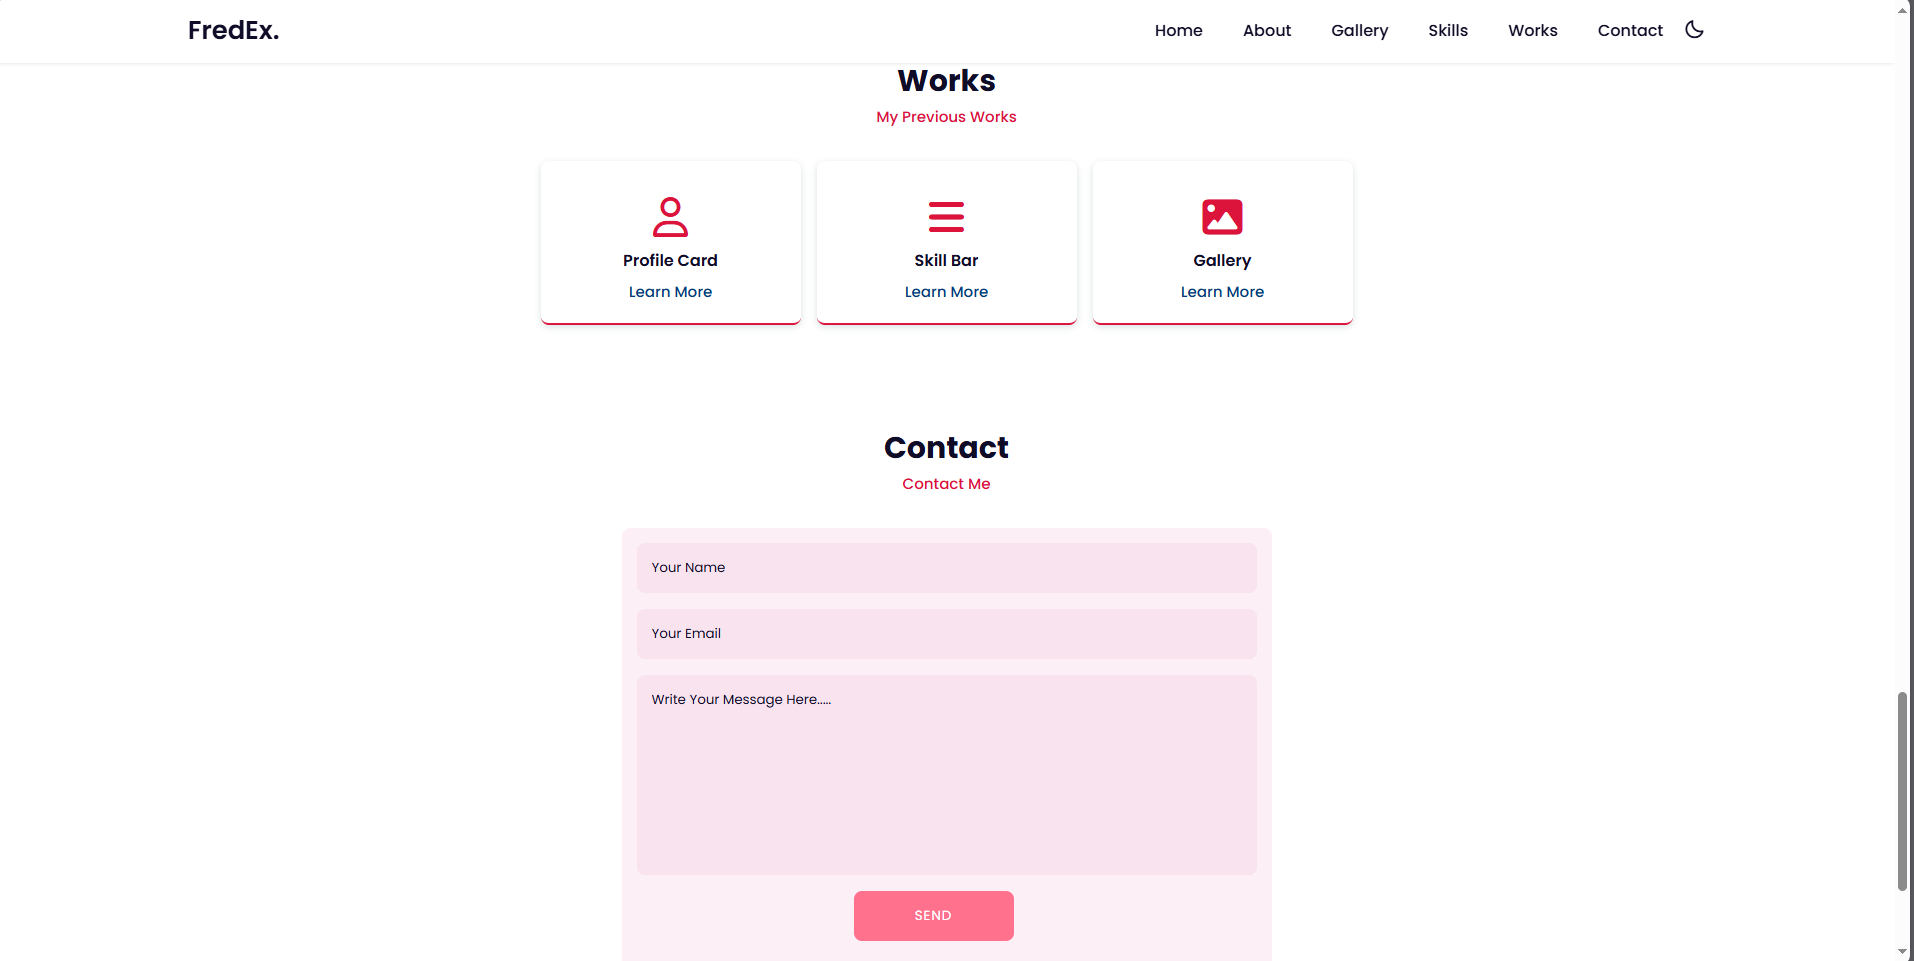 FredEx.
Home About Gallery Skills Works Contact
Works
My Previous Works
Profile Card
Learn More
Skill Bar
Learn More
Gallery
Learn More
Contact
Contact Me
Your Name
Your Email
Write Your Message Here.....
SEND